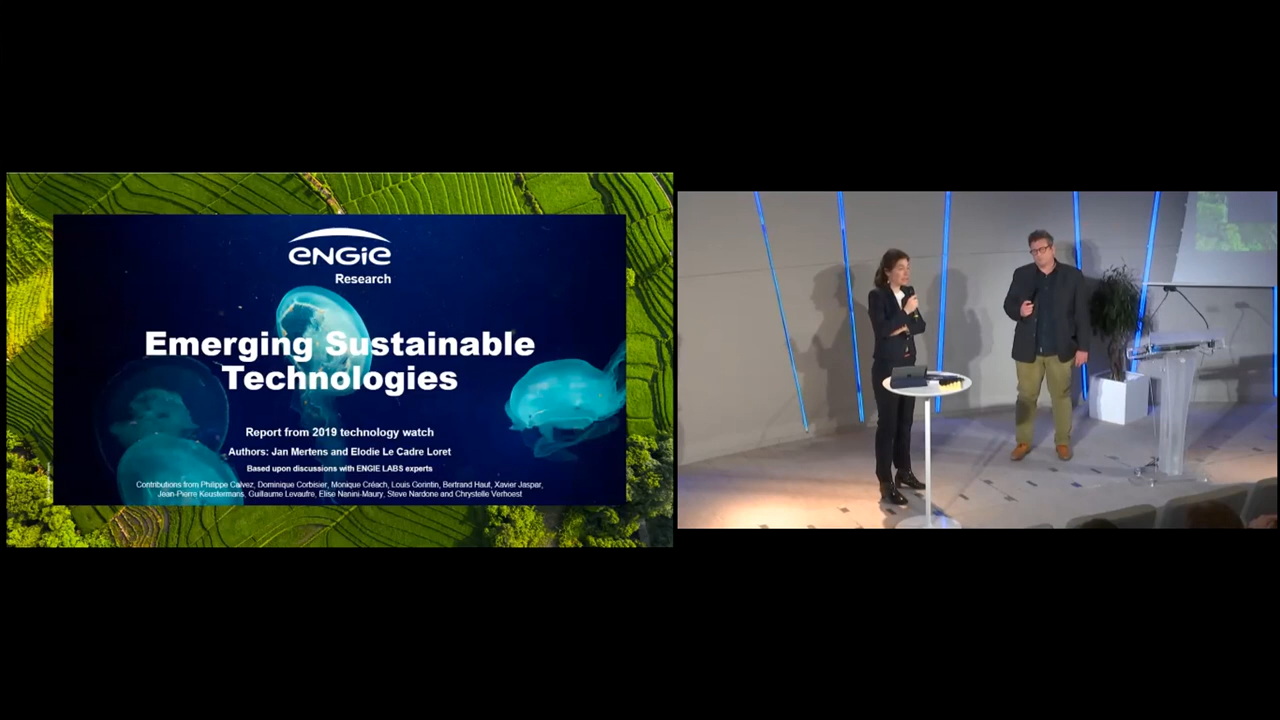 ENGIE
Research
Emerging Sustainable
Technologies
Report from 2019 technology watch
Authors: Jan Mertens and Elodie Le Cadre Loret
Based upon discussions with ENGIE LABS experts
Contributions from Philippe Calvez, Dominique Corbisier, Monique Créach, Louis Gorintin, Bertrand Haut, Xavier Jaspar,
Jean-Pierre Keustermans, Guillaume Levaufre, Elise Nanini-Maury, Steve Nardone and Chrystelle Verhoest